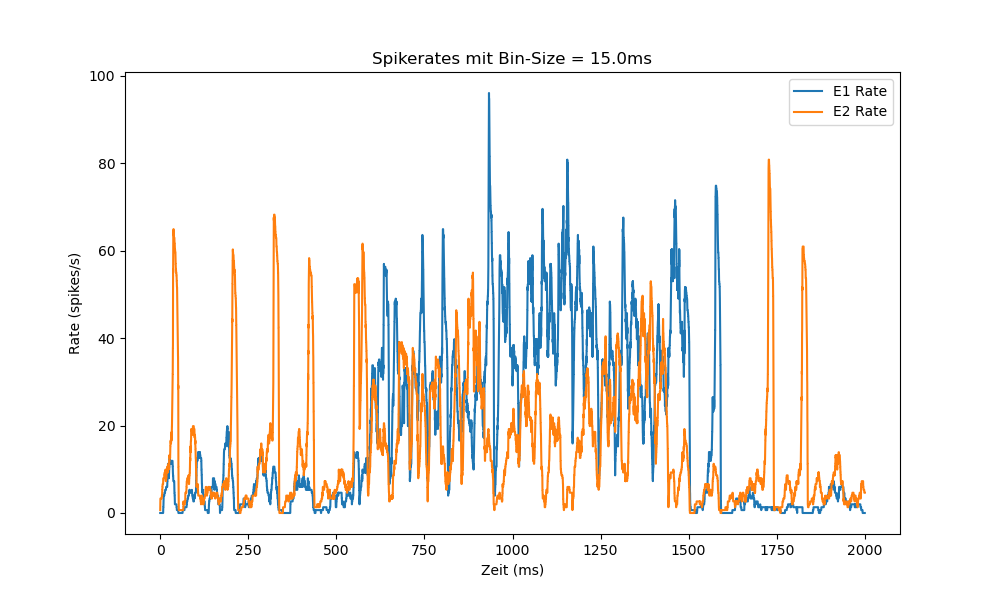 Spikerates mit Bin-Size = 15.0ms
100
80
60
40
20
0
Rate (spikes/s)
E1 Rate
E2 Rate
0 250 500 750 1000 1250 1500 1750 2000
Zeit (ms)